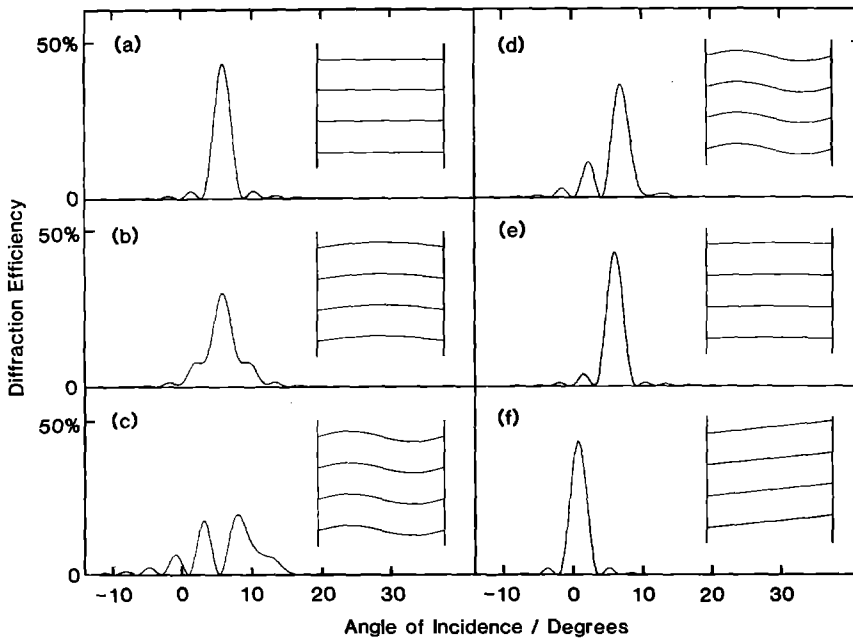 (a)
50%
0
(b)
50%
0
(c)
50%
0
-10 0 10 20 30
(d)
(e)
(f)
-10 0 10 20 30
Diffraction Efficiency
Angle of Incidence / Degrees